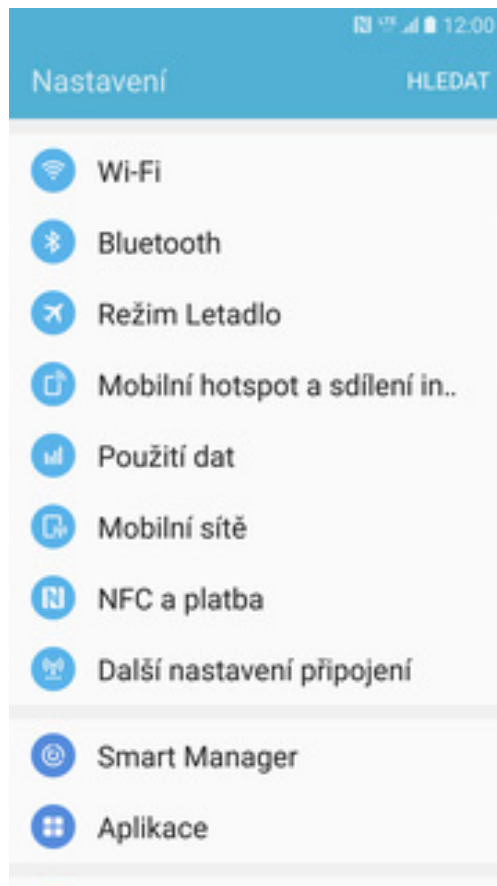 12:00
Nastavení HLEDAT
Wi-Fi
Bluetooth
Režim Letadlo
Mobilní hotspot a sdílení in..
Použití dat
Mobilní sítě
NFC a platba
Další nastavení připojení
Smart Manager
Aplikace